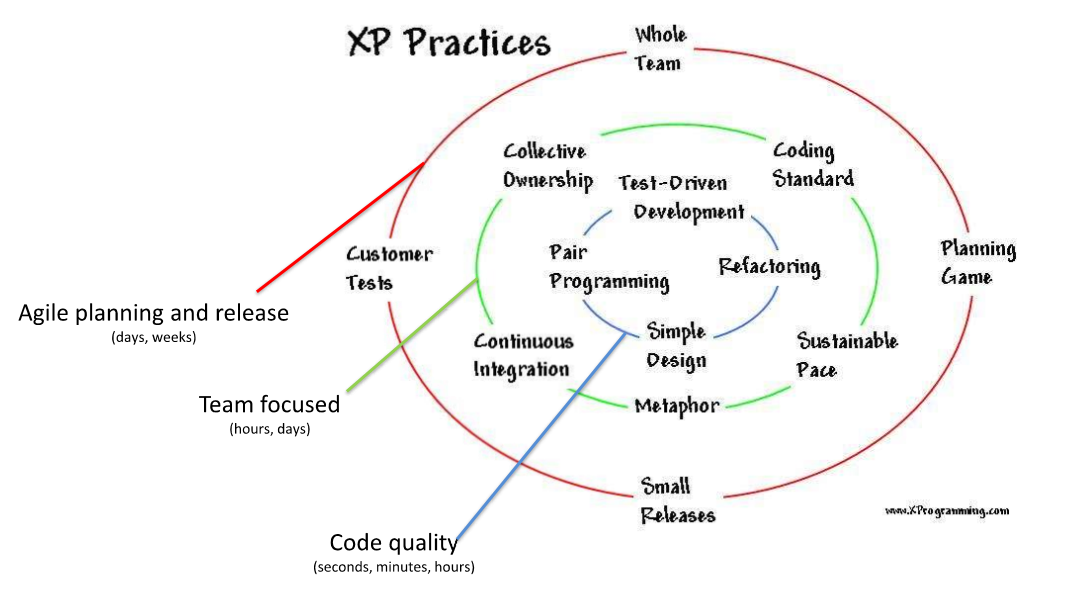 XP Practices
Whole
Team
Collective
Ownership
Coding
Standard
Test-Driven
Development
Customer
Tests
Pair
Programming
Refactoring
Planning
Game
Agile planning and release
(days, weeks)
Continuous
Integration
Simple
Design
Sustainable
Pace
Team focused
(hours, days)
Metaphor
Small
Releases
www.XProgramming.com
Code quality
(seconds, minutes, hours)